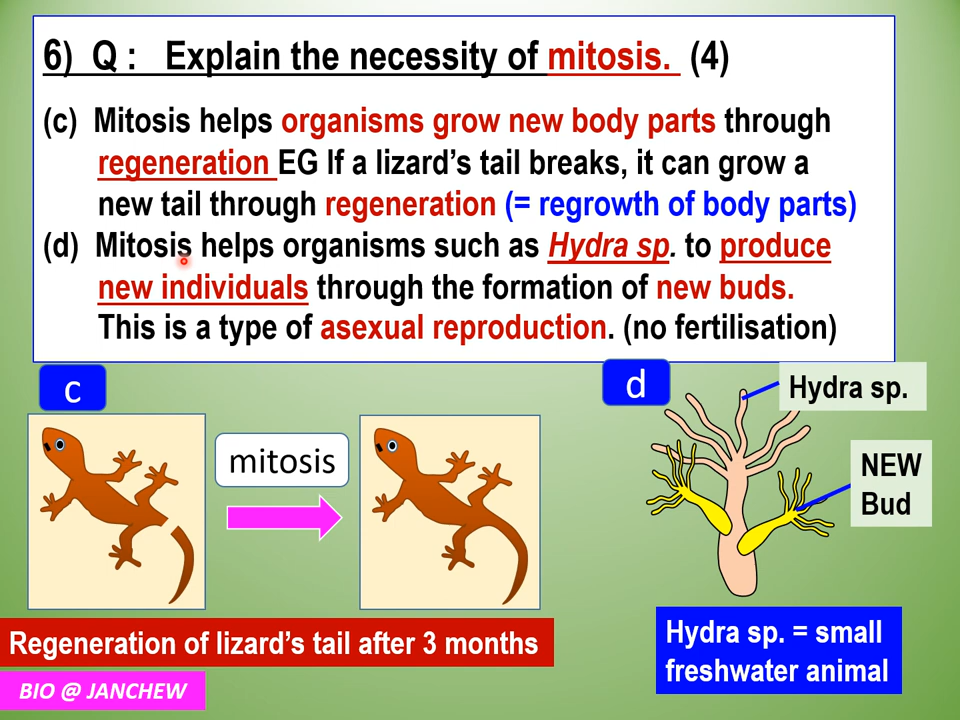 6) Q : Explain the necessity of mitosis. (4)
(c) Mitosis helps organisms grow new body parts through
regeneration EG If a lizard's tail breaks, it can grow a
new tail through regeneration (= regrowth of body parts)
(d) Mitosis helps organisms such as Hydra sp. to produce
new individuals through the formation of new buds.
This is a type of asexual reproduction. (no fertilisation)
c
d
Hydra sp.
mitosis
NEW
Bud
Regeneration of lizard's tail after 3 months
Hydra sp. = small
freshwater animal
BIO @ JANCHEW